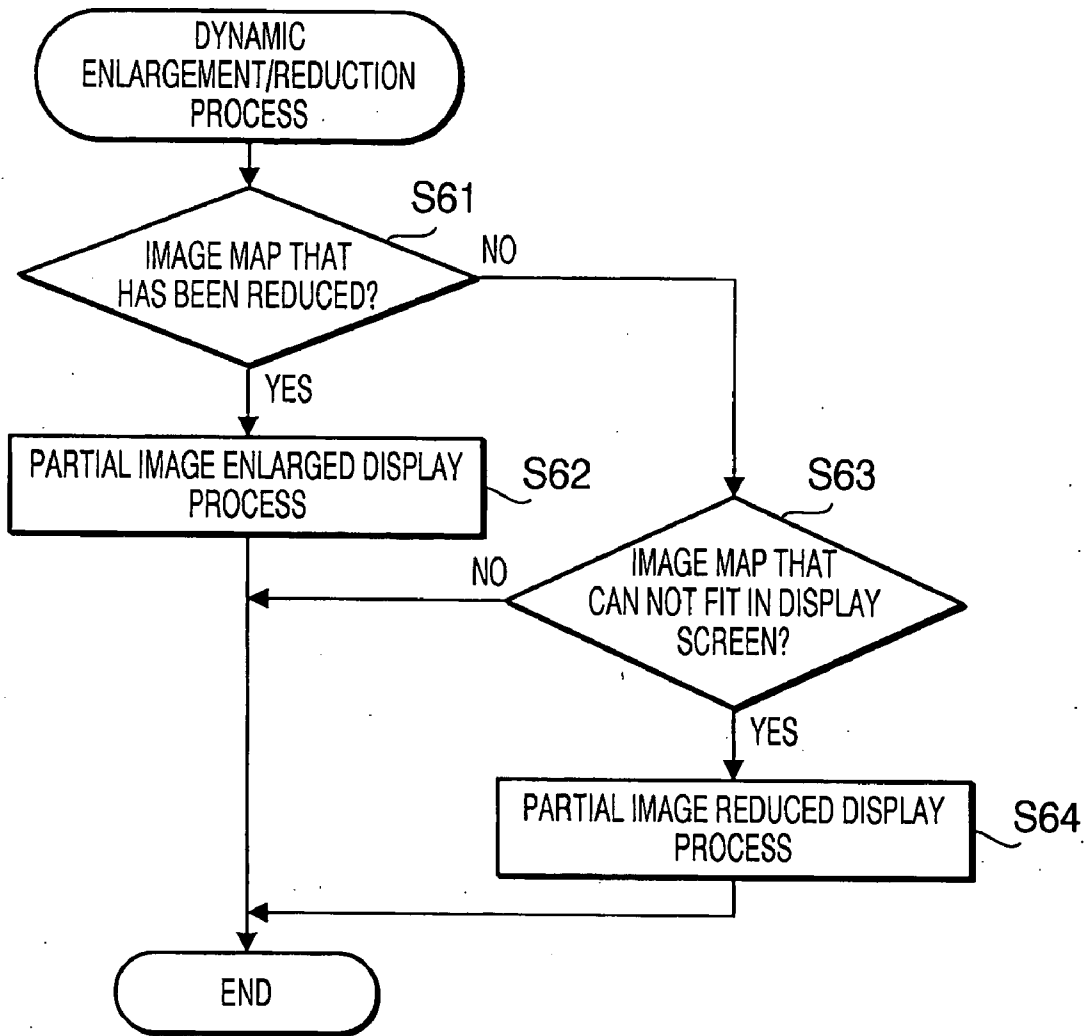 DYNAMIC
ENLARGEMENT/REDUCTION
PROCESS
S61
IMAGE MAP THAT
HAS BEEN REDUCED?
NO
YES
PARTIAL IMAGE ENLARGED DISPLAY
PROCESS
S62
S63
IMAGE MAP THAT
CAN NOT FIT IN DISPLAY
SCREEN?
NO
YES
PARTIAL IMAGE REDUCED DISPLAY
PROCESS
S64
END